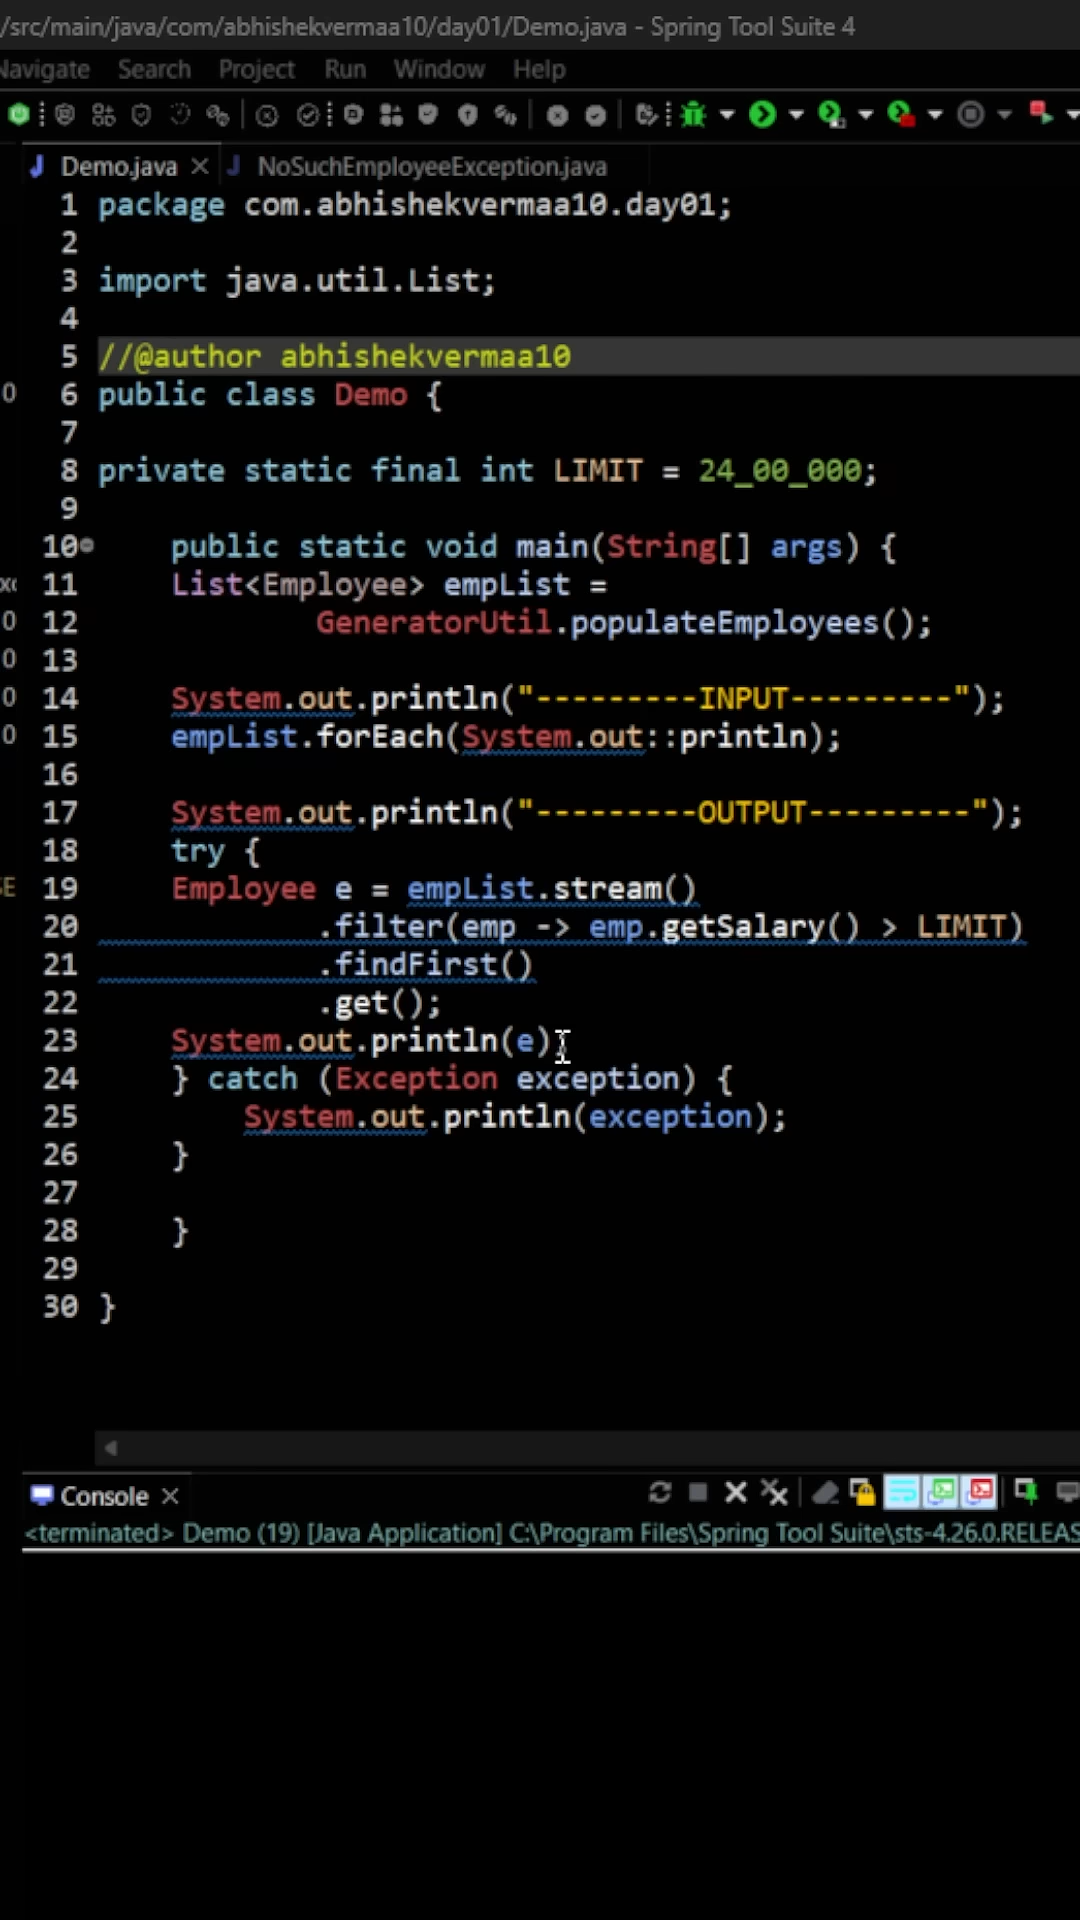 /src/main/java/com/abhishekvermaa10/day01/Demo.java - Spring Tool Suite 4
Navigate Search Project Run Window Help
Demo.java NoSuchEmployeeException.java
1 package com.abhishekvermaa10.day01;
2
3 import java.util.List;
4
5 //@author abhishekvermaa10
6 public class Demo {
7
8 private static final int LIMIT = 24_00_000;
9
10 public static void main(String[] args) {
11 List<Employee> empList =
12 GeneratorUtil.populateEmployees();
13
14 System.out.println("---------INPUT---------");
15 empList.forEach(System.out::println);
16
17 System.out.println("---------OUTPUT---------");
18 try {
19 Employee e = empList.stream()
20 .filter(emp -> emp.getSalary() > LIMIT)
21 .findFirst()
22 .get();
23 System.out.println(e)
24 } catch (Exception exception) {
25 System.out.println(exception);
26 }
27
28 }
29
30 }
Console
<terminated> Demo (19) [Java Application] C:\Program Files\Spring Tool Suite\sts-4.26.0.RELEAS